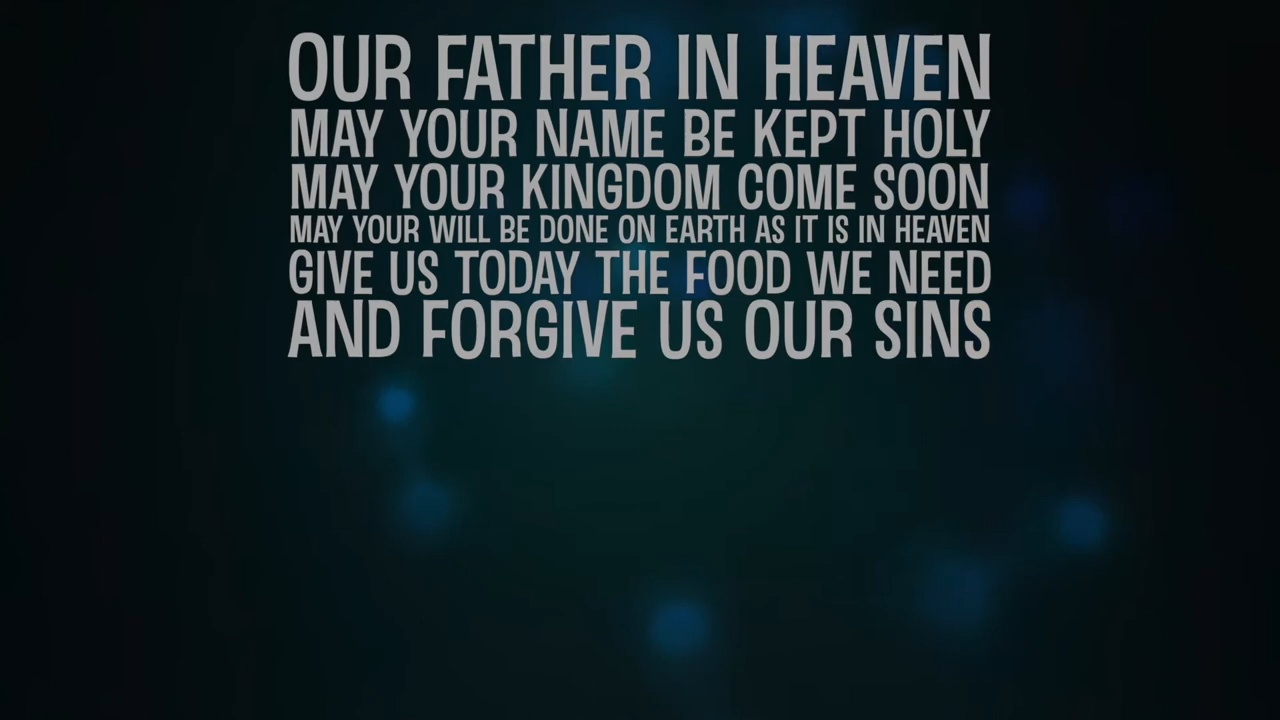 OUR FATHER IN HEAVEN
MAY YOUR NAME BE KEPT HOLY
MAY YOUR KINGDOM COME SOON
MAY YOUR WILL BE DONE ON EARTH AS IT IS IN HEAVEN
GIVE US TODAY THE FOOD WE NEED
AND FORGIVE US OUR SINS